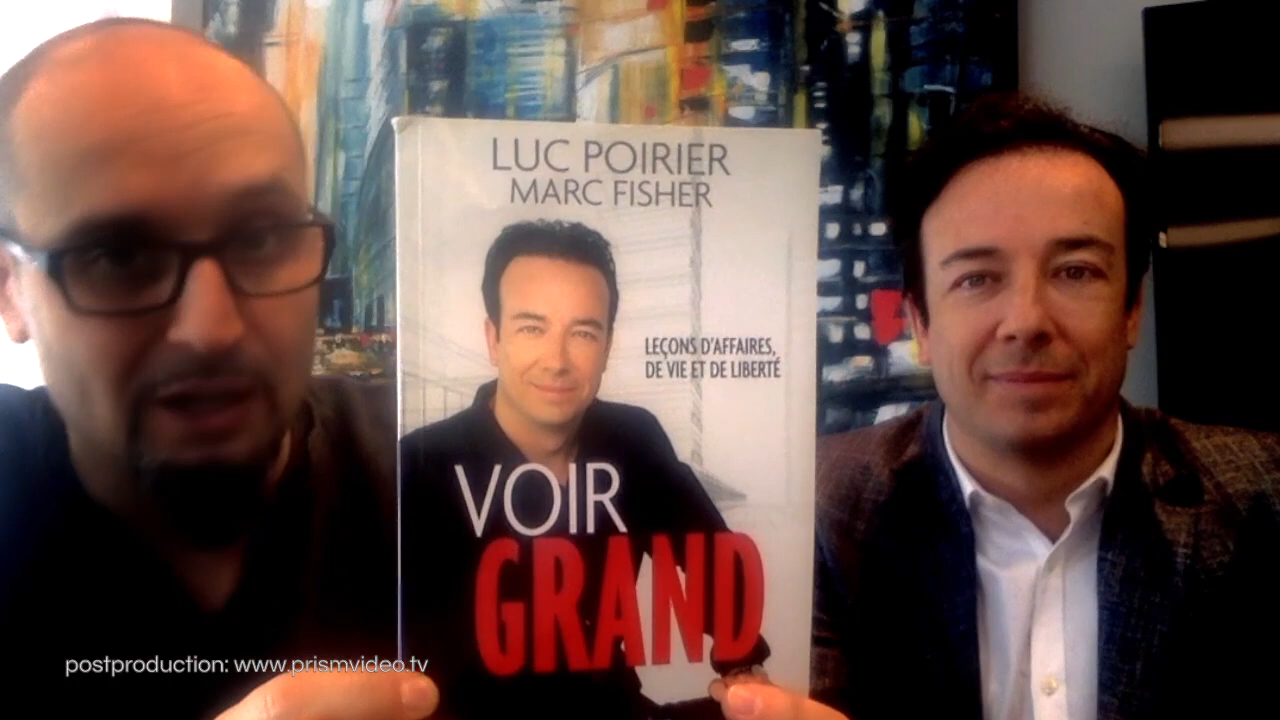 LUC POIRIER
MARC FISHER
LEÇONS D'AFFAIRES,
DE VIE ET DE LIBERTÉ
VOIR
GRAND
postproduction: www.prismvideo.tv